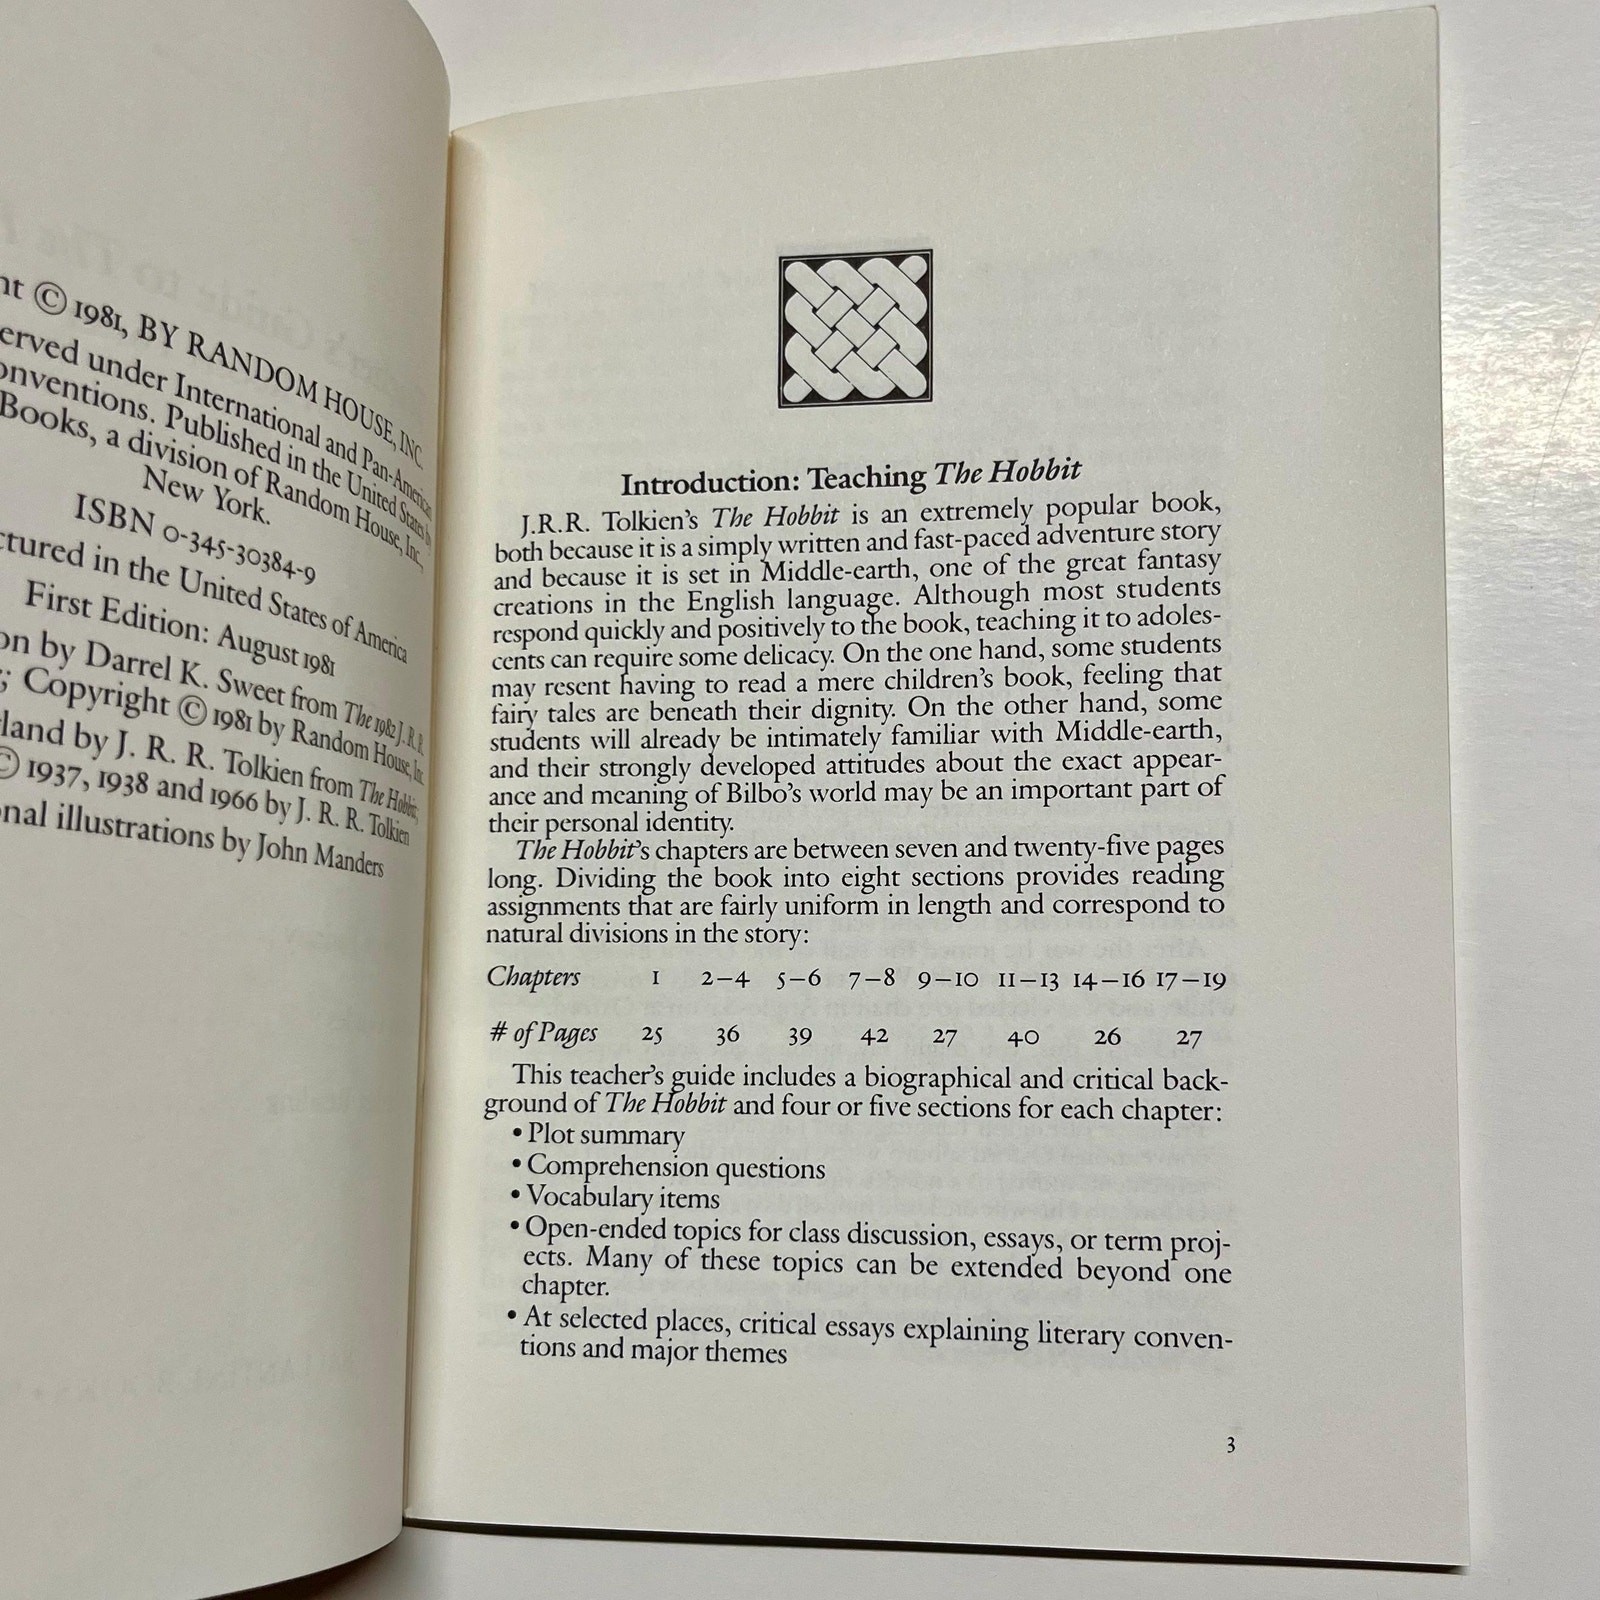 © 1981, BY RANDOM HOUSE, INC.
under International and Pan-American
Published in the United States by
Books, a division of Random House, Inc.,
New York.
ISBN 0-345-30384-9
in the United States of America
First Edition: August 1981
by Darrel K. Sweet from The 1982 J. R. R.
; Copyright © 1981 by Random House, Inc.
by J. R. R. Tolkien from The Hobbit,
© 1937, 1938 and 1966 by J. R. R. Tolkien
illustrations by John Manders
Introduction: Teaching The Hobbit
J.R.R. Tolkien's The Hobbit is an extremely popular book,
both because it is a simply written and fast-paced adventure story
and because it is set in Middle-earth, one of the great fantasy
creations in the English language. Although most students
respond quickly and positively to the book, teaching it to adoles-
cents can require some delicacy. On the one hand, some students
may resent having to read a mere children's book, feeling that
fairy tales are beneath their dignity. On the other hand, some
students will already be intimately familiar with Middle-earth,
and their strongly developed attitudes about the exact appear-
ance and meaning of Bilbo's world may be an important part of
their personal identity.
The Hobbit's chapters are between seven and twenty-five pages
long. Dividing the book into eight sections provides reading
assignments that are fairly uniform in length and correspond to
natural divisions in the story:
Chapters 1 2–4 5–6 7–8 9–10 11–13 14–16 17–19
# of Pages 25 36 39 42 27 40 26 27
This teacher's guide includes a biographical and critical back-
ground of The Hobbit and four or five sections for each chapter:
• Plot summary
• Comprehension questions
• Vocabulary items
• Open-ended topics for class discussion, essays, or term proj-
ects. Many of these topics can be extended beyond one
chapter.
• At selected places, critical essays explaining literary conven-
tions and major themes
3